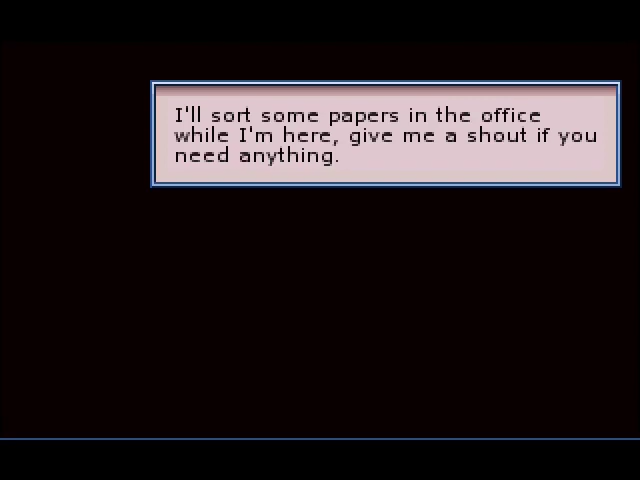 I'll sort some papers in the office
while I'm here, give me a shout if you
need anything.